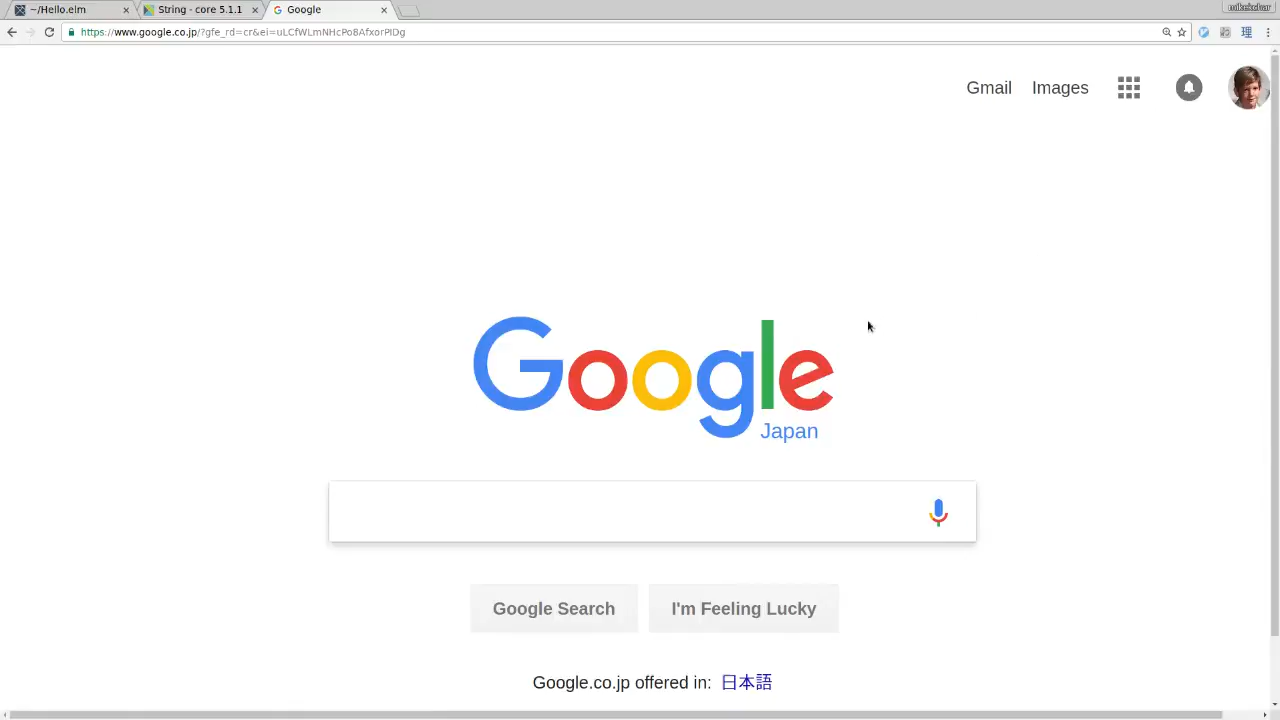 ~/Hello.elm
String - core 5.1.1
Google
https://www.google.co.jp/?gfe_rd=cr&ei=uLCfWLmNHcPo8AfxorPIDg
理
Gmail
Images
Google
Japan
Google Search
I'm Feeling Lucky
Google.co.jp offered in: 日本語